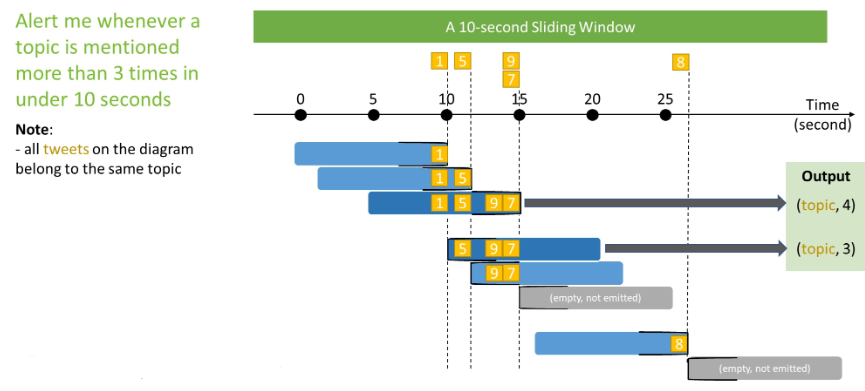 Alert me whenever a
topic is mentioned
more than 3 times in
under 10 seconds
Note:
- all tweets on the diagram
belong to the same topic
A 10-second Sliding Window
1 5 9 8
7
0 5 10 15 20 25 Time
(second)
1
1 5
1 5 9 7
5 9 7
9 7
(empty, not emitted)
8
(empty, not emitted)
Output
(topic, 4)
(topic, 3)